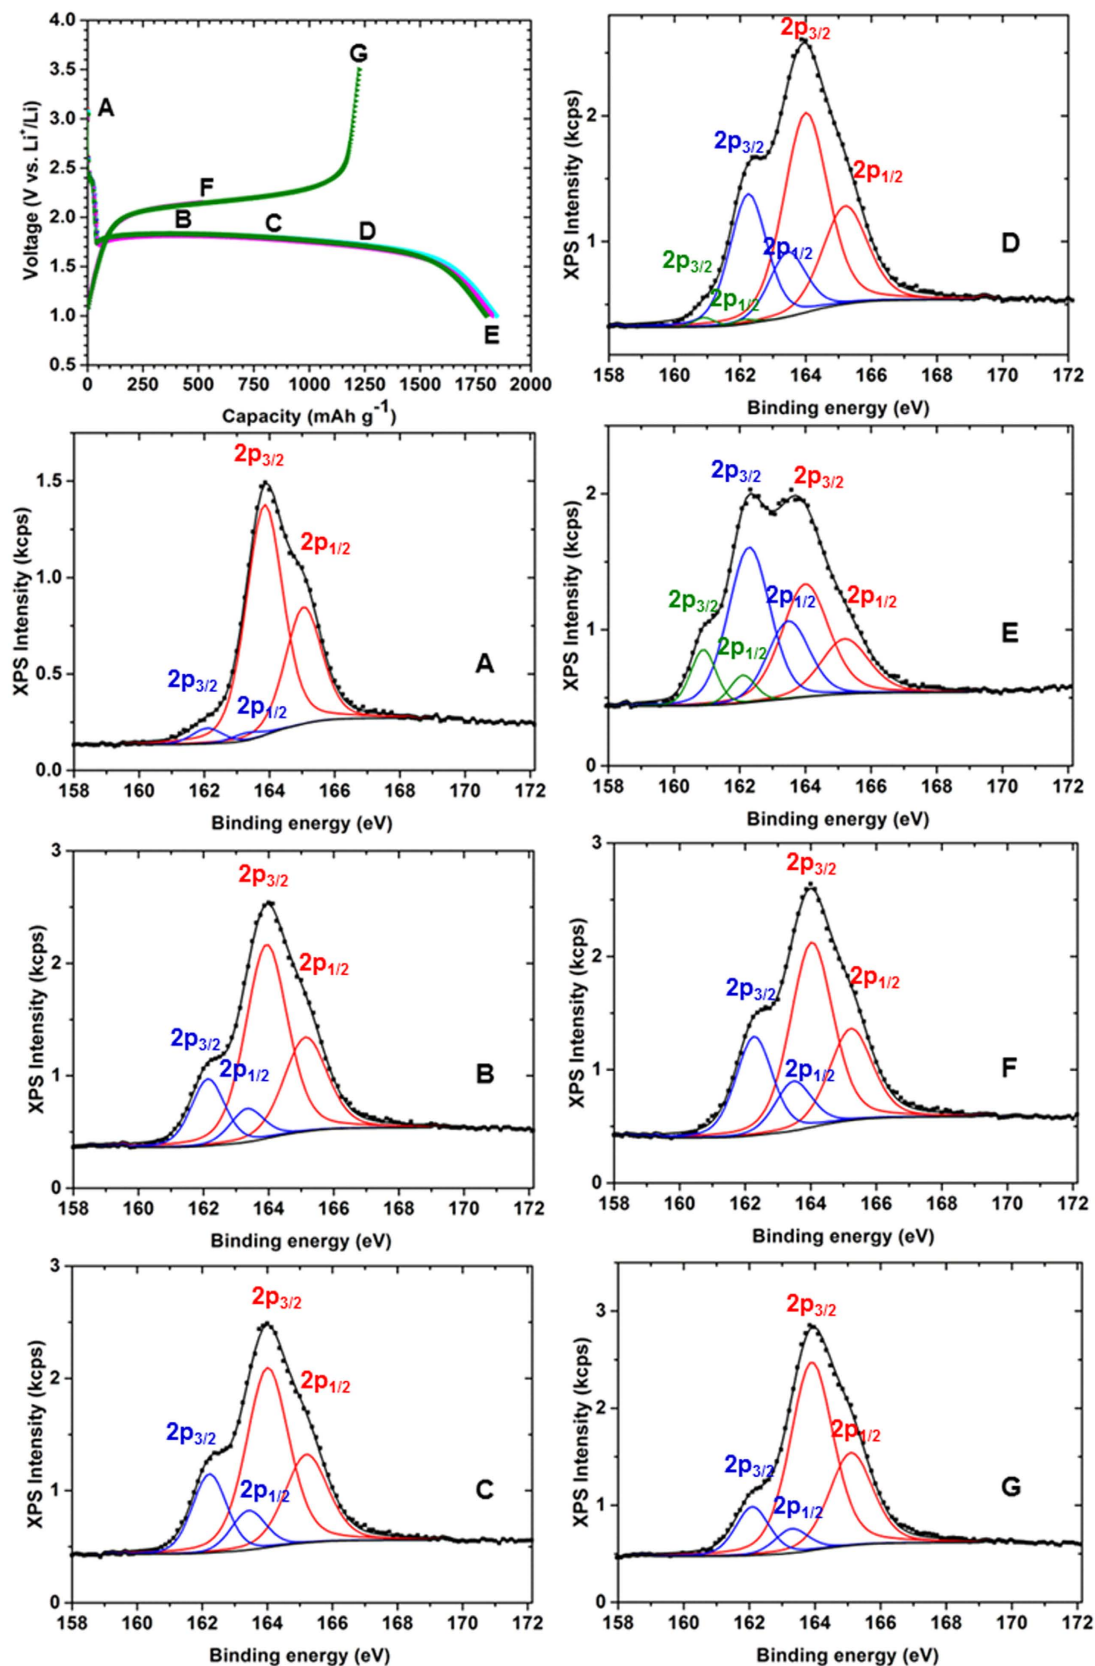 4.0
3.5
3.0
2.5
2.0
1.5
1.0
0.5
Voltage (V vs. Li⁺/Li)
A
G
F
B
C
D
E
0 250 500 750 1000 1250 1500 1750 2000
Capacity (mAh g⁻¹)
XPS Intensity (kcps)
2
1
2p3/2
2p3/2
2p1/2
2p1/2
2p3/2
2p1/2
D
158 160 162 164 166 168 170 172
Binding energy (eV)
XPS Intensity (kcps)
1.5
1.0
0.5
0.0
2p3/2
2p1/2
2p3/2
2p1/2
A
158 160 162 164 166 168 170 172
Binding energy (eV)
XPS Intensity (kcps)
2
1
0
2p3/2
2p3/2
2p3/2
2p1/2
2p1/2
2p1/2
E
158 160 162 164 166 168 170 172
Binding energy (eV)
XPS Intensity (kcps)
3
2
1
0
2p3/2
2p1/2
2p3/2
2p1/2
B
158 160 162 164 166 168 170 172
Binding energy (eV)
XPS Intensity (kcps)
3
2
1
0
2p3/2
2p3/2
2p1/2
2p1/2
F
158 160 162 164 166 168 170 172
Binding energy (eV)
XPS Intensity (kcps)
3
2
1
0
2p3/2
2p1/2
2p3/2
2p1/2
C
158 160 162 164 166 168 170 172
Binding energy (eV)
XPS Intensity (kcps)
3
2
1
0
2p3/2
2p1/2
2p3/2
2p1/2
G
158 160 162 164 166 168 170 172
Binding energy (eV)